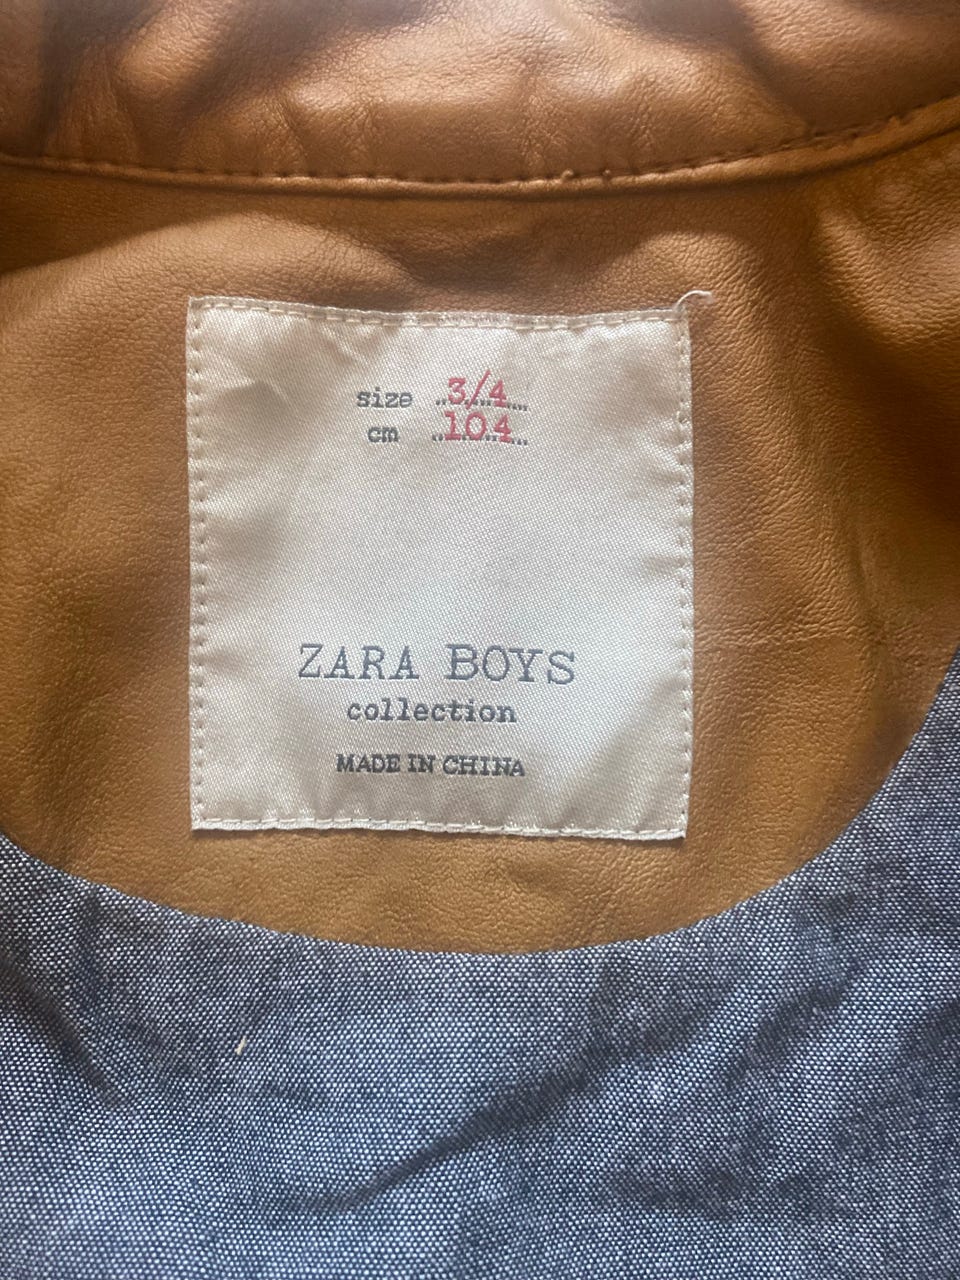 size 3/4
cm 104
ZARA BOYS
collection
MADE IN CHINA